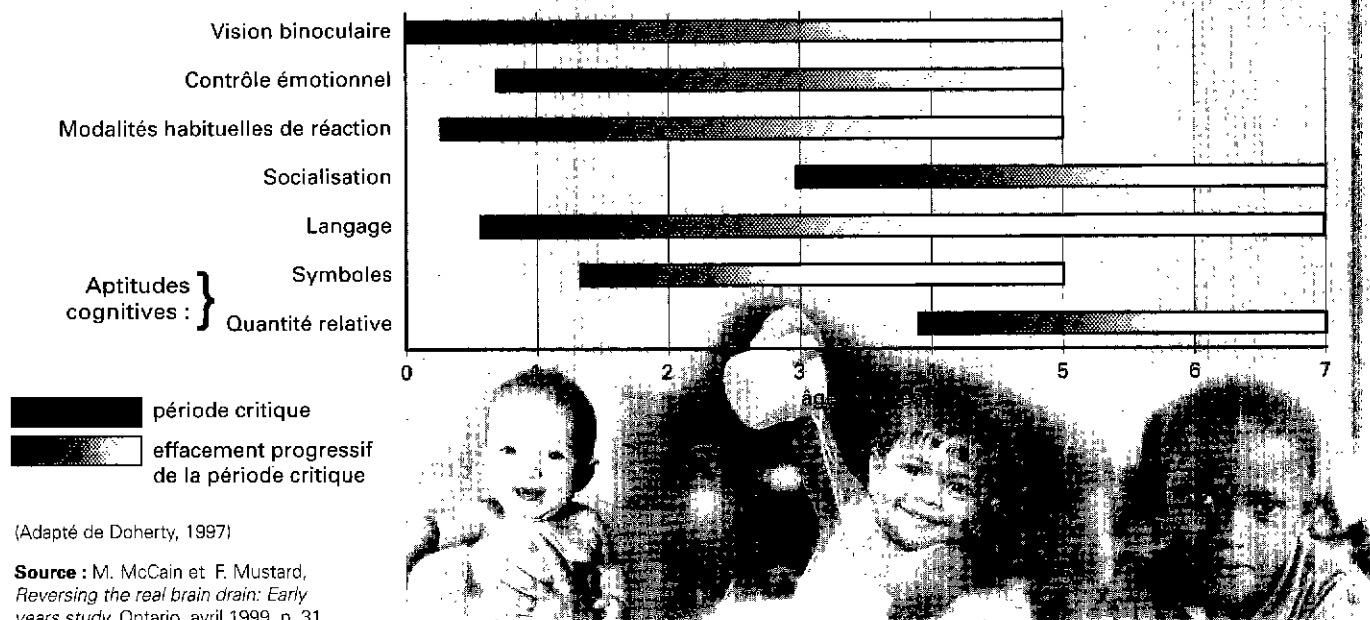 Vision binoculaire
Contrôle émotionnel
Modalités habituelles de réaction
Socialisation
Langage
Aptitudes
cognitives :
Symboles
Quantité relative
0 1 2 3 4 5 6 7
période critique
effacement progressif
de la période critique
(Adapté de Doherty, 1997)
Source : M. McCain et F. Mustard,
Reversing the real brain drain: Early
years study, Ontario, avril 1999, p. 31